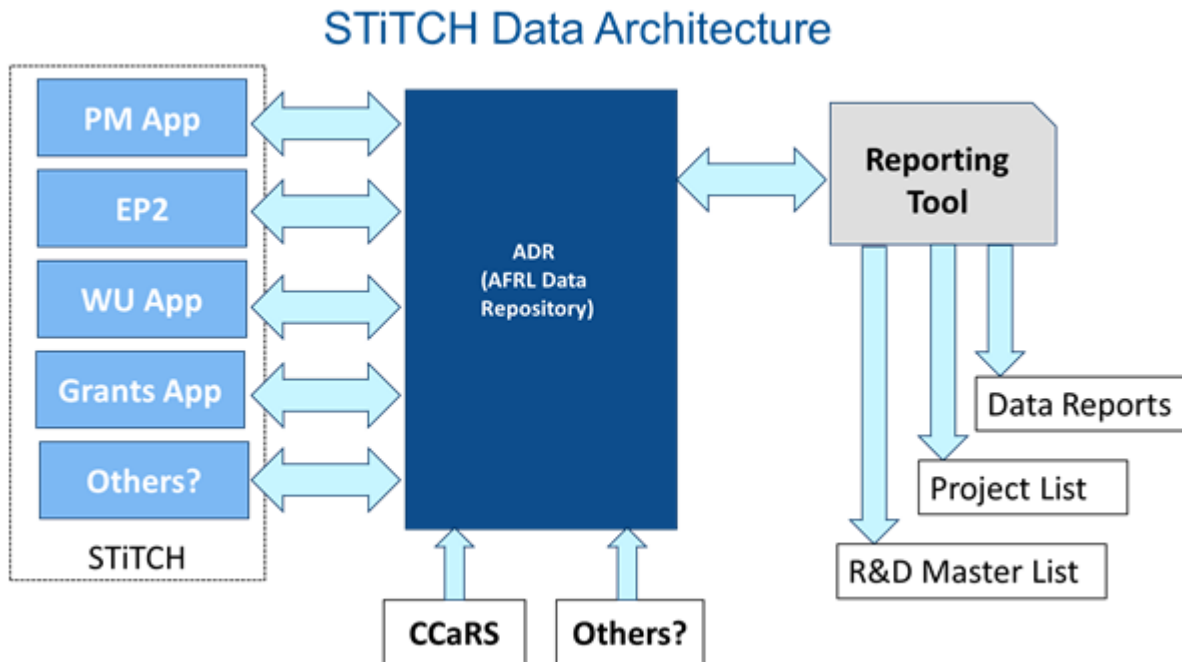 STiTCH Data Architecture
PM App
EP2
WU App
Grants App
Others?
STiTCH
ADR
(AFRL Data
Repository)
CCaRS
Others?
Reporting
Tool
Data Reports
Project List
R&D Master List